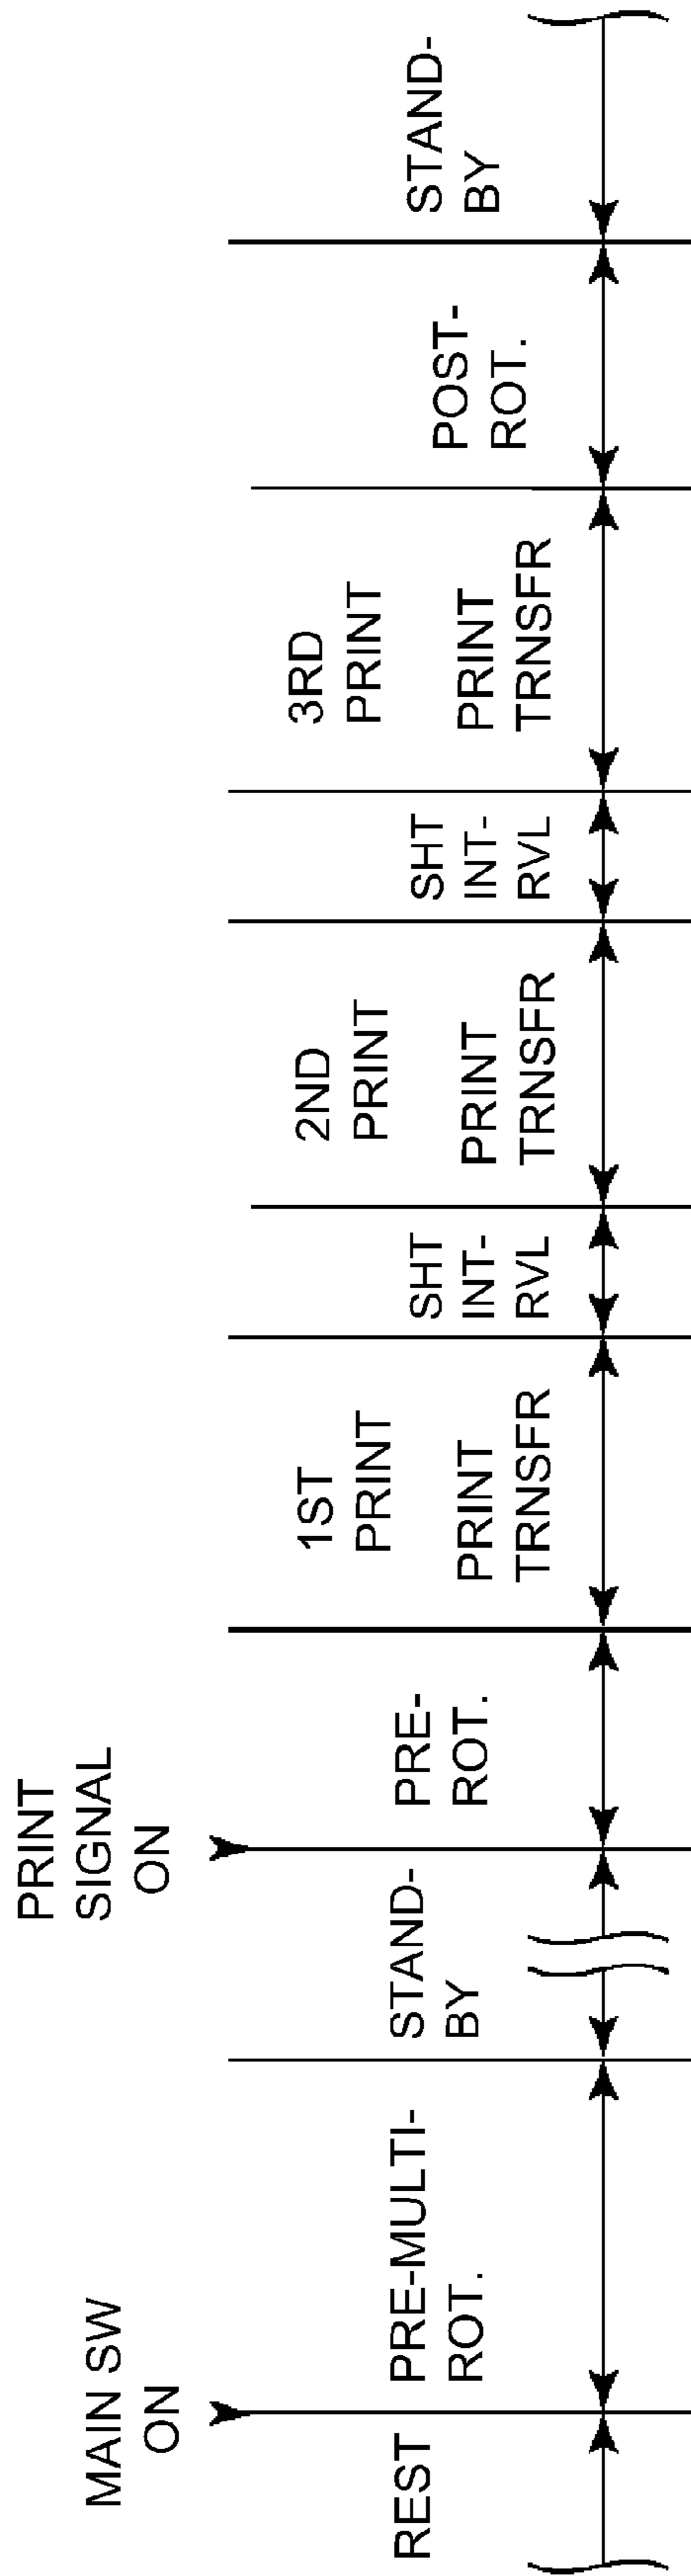 MAIN SW
ON
PRINT
SIGNAL
ON
REST
PRE-MULTI-
ROT.
STAND-
BY
PRE-
ROT.
1ST
PRINT
PRINT
TRNSFR
SHT
INT-
RVL
2ND
PRINT
PRINT
TRNSFR
SHT
INT-
RVL
3RD
PRINT
PRINT
TRNSFR
POST-
ROT.
STAND-
BY